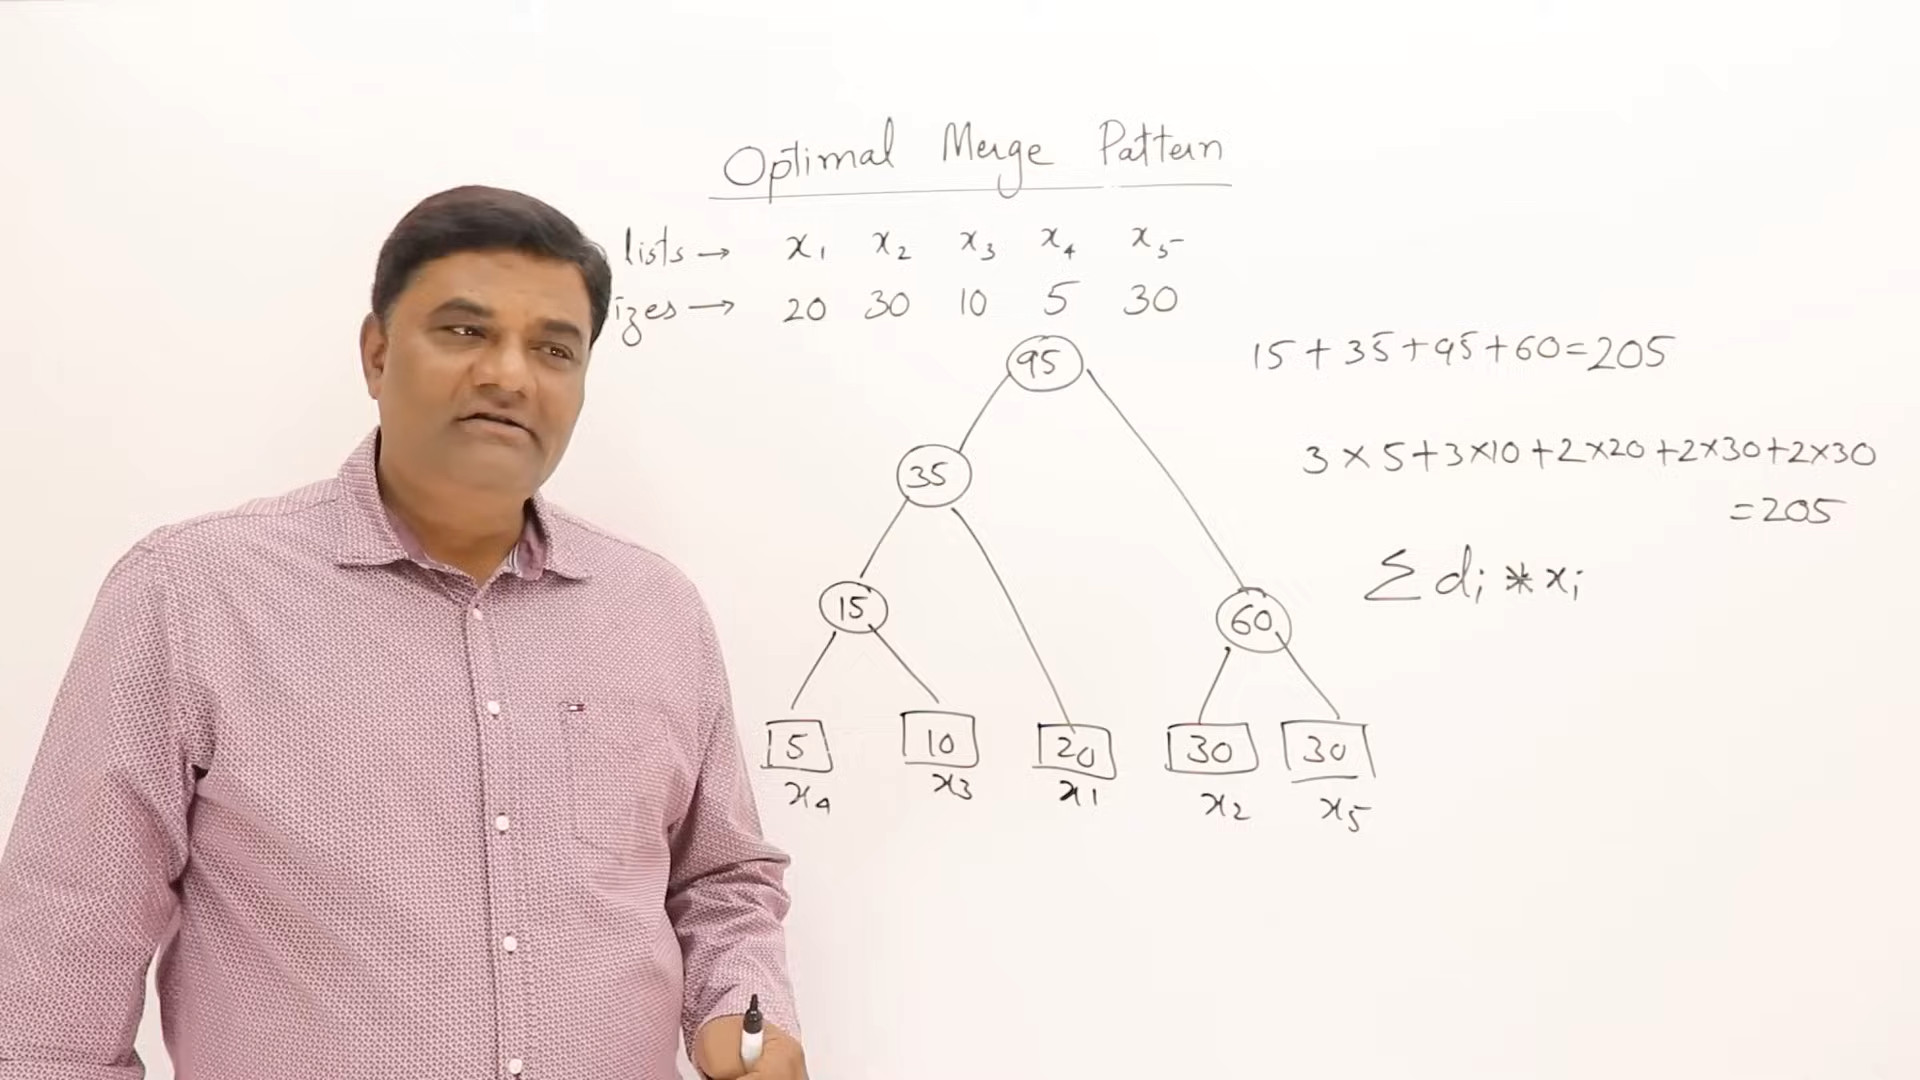 Optimal Merge Pattern
lists → x₁ x₂ x₃ x₄ x₅
izes → 20 30 10 5 30
95
15+35+95+60=205
35
3×5+3×10+2×20+2×30+2×30
=205
Σ di * xi
15
60
5 10 20 30 30
x4 x3 x1 x2 x5